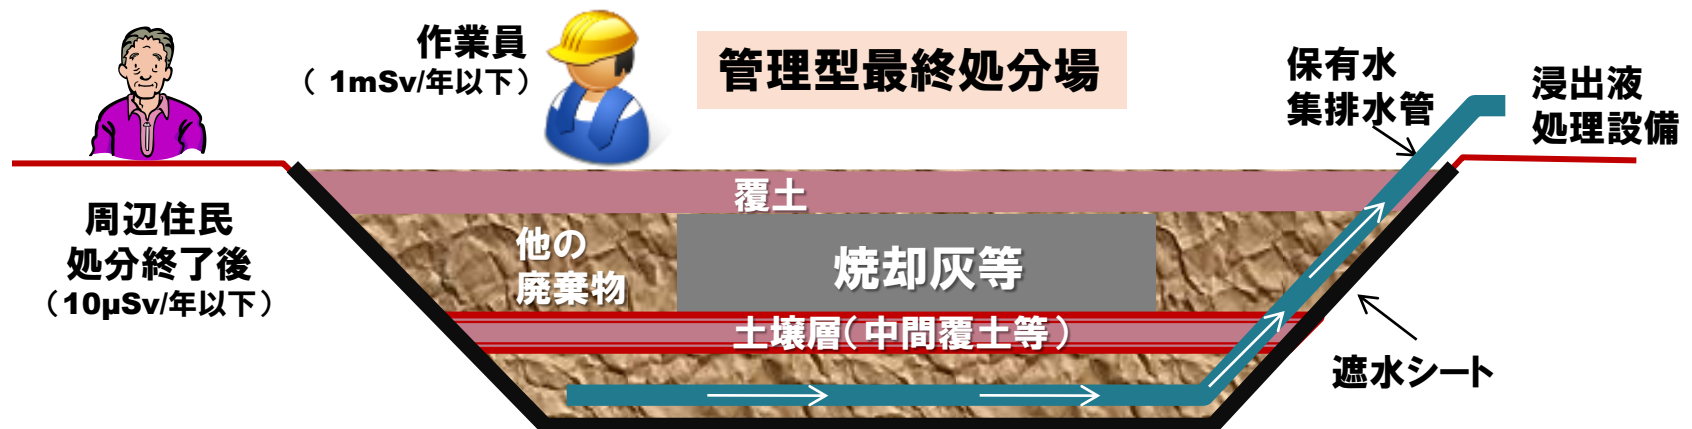 作業員
（ 1mSv/年以下）
管理型最終処分場
保有水
集排水管
浸出液
処理設備
周辺住民
処分終了後
（10μSv/年以下）
覆土
他の
廃棄物
焼却灰等
土壌層（中間覆土等）
遮水シート